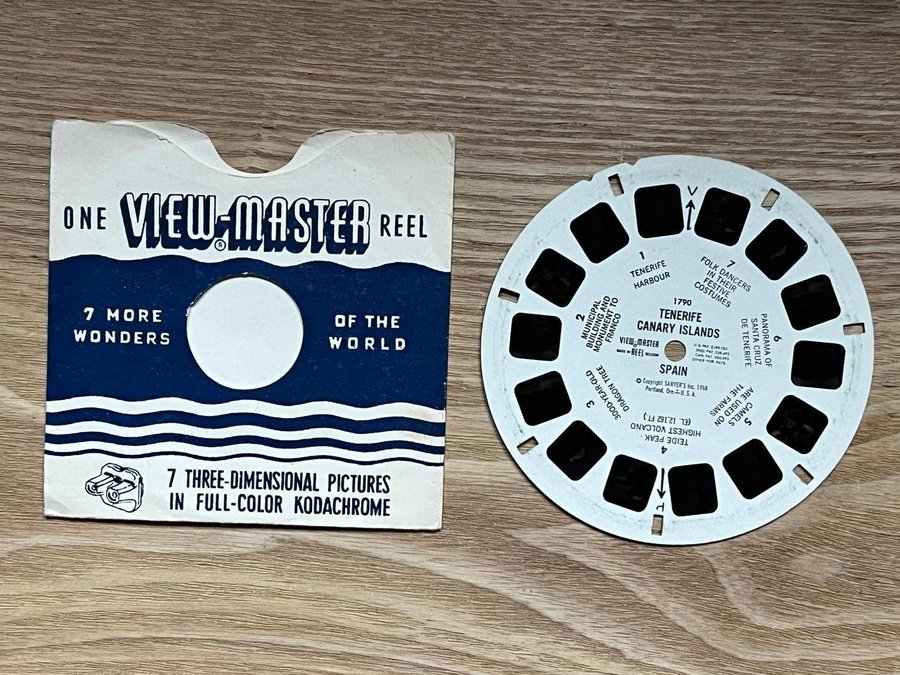 ONE VIEW-MASTER® REEL
7 MORE
WONDERS
OF THE
WORLD
7 THREE-DIMENSIONAL PICTURES
IN FULL-COLOR KODACHROME
1790
TENERIFE
CANARY ISLANDS
VIEW-MASTER
REEL
SPAIN
© Copyright SAWYER'S Inc. 1958
Portland, Ore.—U.S.A.
1
TENERIFE
HARBOUR
2
MUNICIPAL
BUILDING AND
MONUMENT TO
FRANCO
3
3000-YEAR-OLD
DRAGON TREE
4
TEIDE PEAK-
HIGHEST VOLCANO
(EL. 12,162 FT.)
5
CAMELS
ARE USED ON
THE FARMS
6
PANORAMA OF
SANTA CRUZ
DE TENERIFE
7
FOLK DANCERS
IN THEIR
FESTIVE
COSTUMES